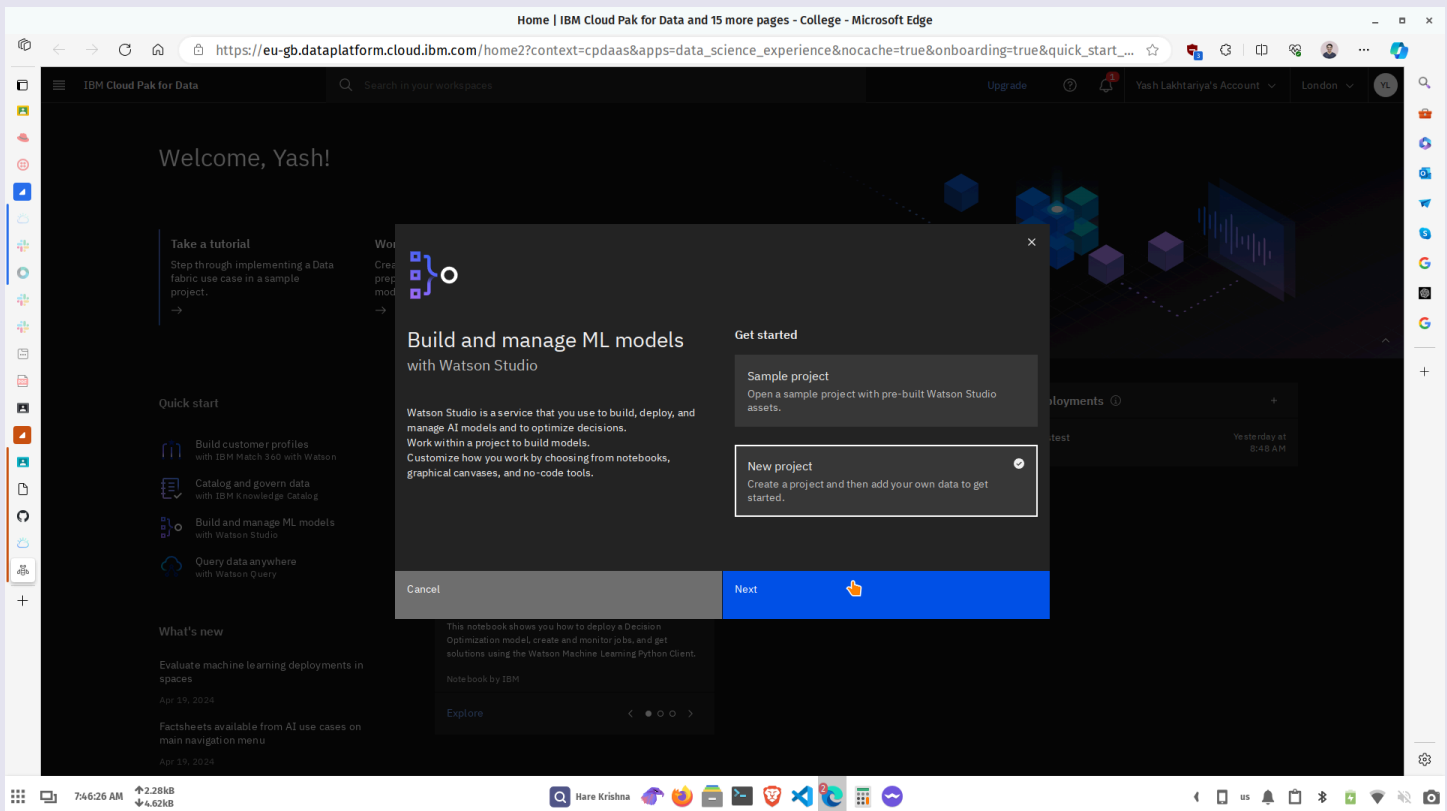 Home | IBM Cloud Pak for Data and 15 more pages - College - Microsoft Edge
https://eu-gb.dataplatform.cloud.ibm.com/home2?context=cpdaas&apps=data_science_experience&nocache=true&onboarding=true&quick_start_...
3
IBM Cloud Pak for Data
Search in your workspaces
Upgrade
1
Yash Lakhtariya's Account
London
YL
Welcome, Yash!
Take a tutorial
Step through implementing a Data
fabric use case in a sample
project.
Build and manage ML models
with Watson Studio
Watson Studio is a service that you use to build, deploy, and
manage AI models and to optimize decisions.
Work within a project to build models.
Customize how you work by choosing from notebooks,
graphical canvases, and no-code tools.
Get started
Sample project
Open a sample project with pre-built Watson Studio
assets.
New project
Create a project and then add your own data to get
started.
Cancel
Next
Quick start
Build customer profiles
with IBM Match 360 with Watson
Catalog and govern data
with IBM Knowledge Catalog
Build and manage ML models
with Watson Studio
Query data anywhere
with Watson Query
Yesterday at
8:48 AM
What's new
Evaluate machine learning deployments in
spaces
Apr 19, 2024
Factsheets available from AI use cases on
main navigation menu
Apr 19, 2024
This notebook shows you how to deploy a Decision
Optimization model, create and monitor jobs, and get
solutions using the Watson Machine Learning Python Client.
Notebook by IBM
Explore
7:46:26 AM
2.28kB
4.62kB
Hare Krishna
2
us